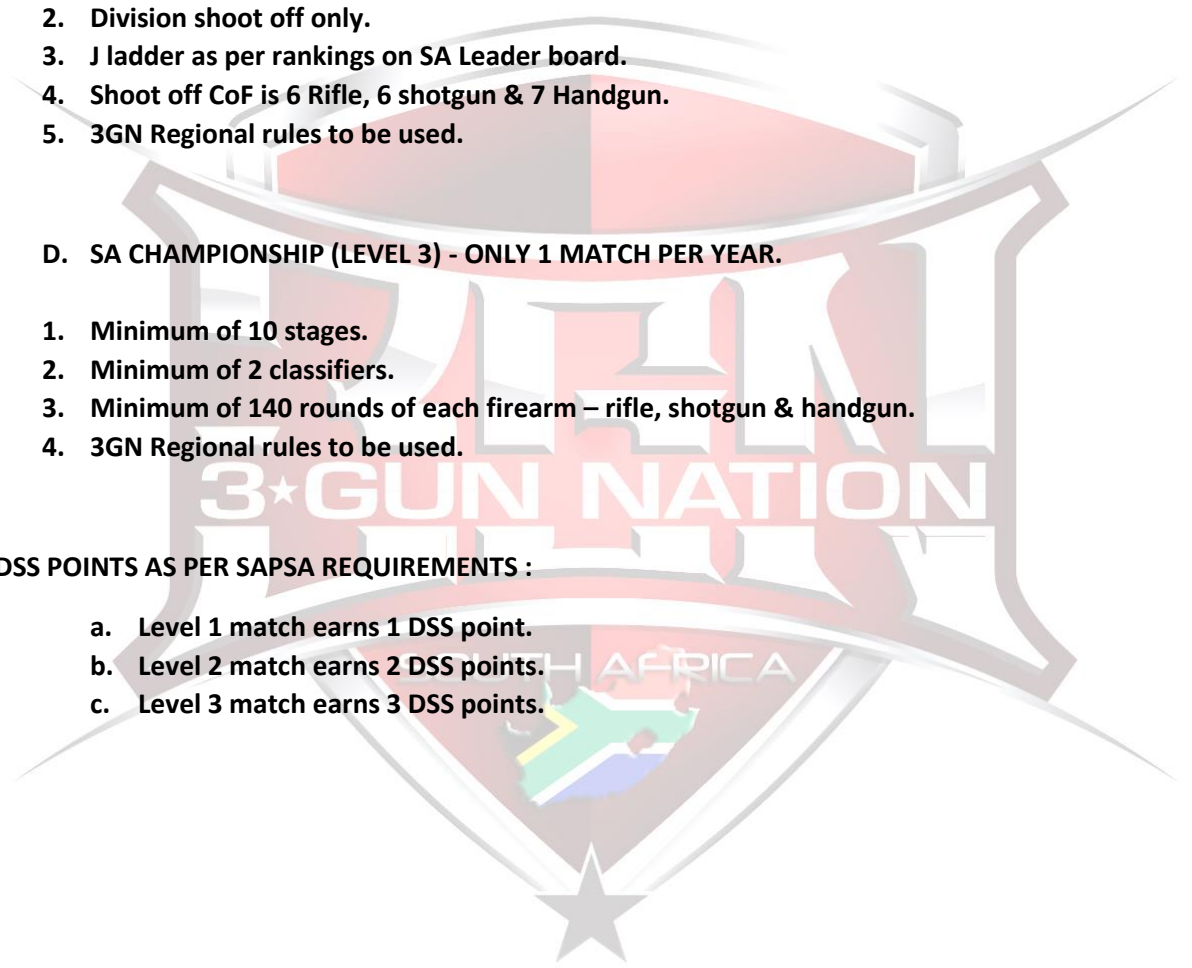 2. Division shoot off only.
3. J ladder as per rankings on SA Leader board.
4. Shoot off CoF is 6 Rifle, 6 shotgun & 7 Handgun.
5. 3GN Regional rules to be used.
D. SA CHAMPIONSHIP (LEVEL 3) - ONLY 1 MATCH PER YEAR.
1. Minimum of 10 stages.
2. Minimum of 2 classifiers.
3. Minimum of 140 rounds of each firearm – rifle, shotgun & handgun.
4. 3GN Regional rules to be used.
3★GUN NATION
DSS POINTS AS PER SAPSA REQUIREMENTS :
a. Level 1 match earns 1 DSS point.
SOUTH AFRICA
b. Level 2 match earns 2 DSS points.
c. Level 3 match earns 3 DSS points.